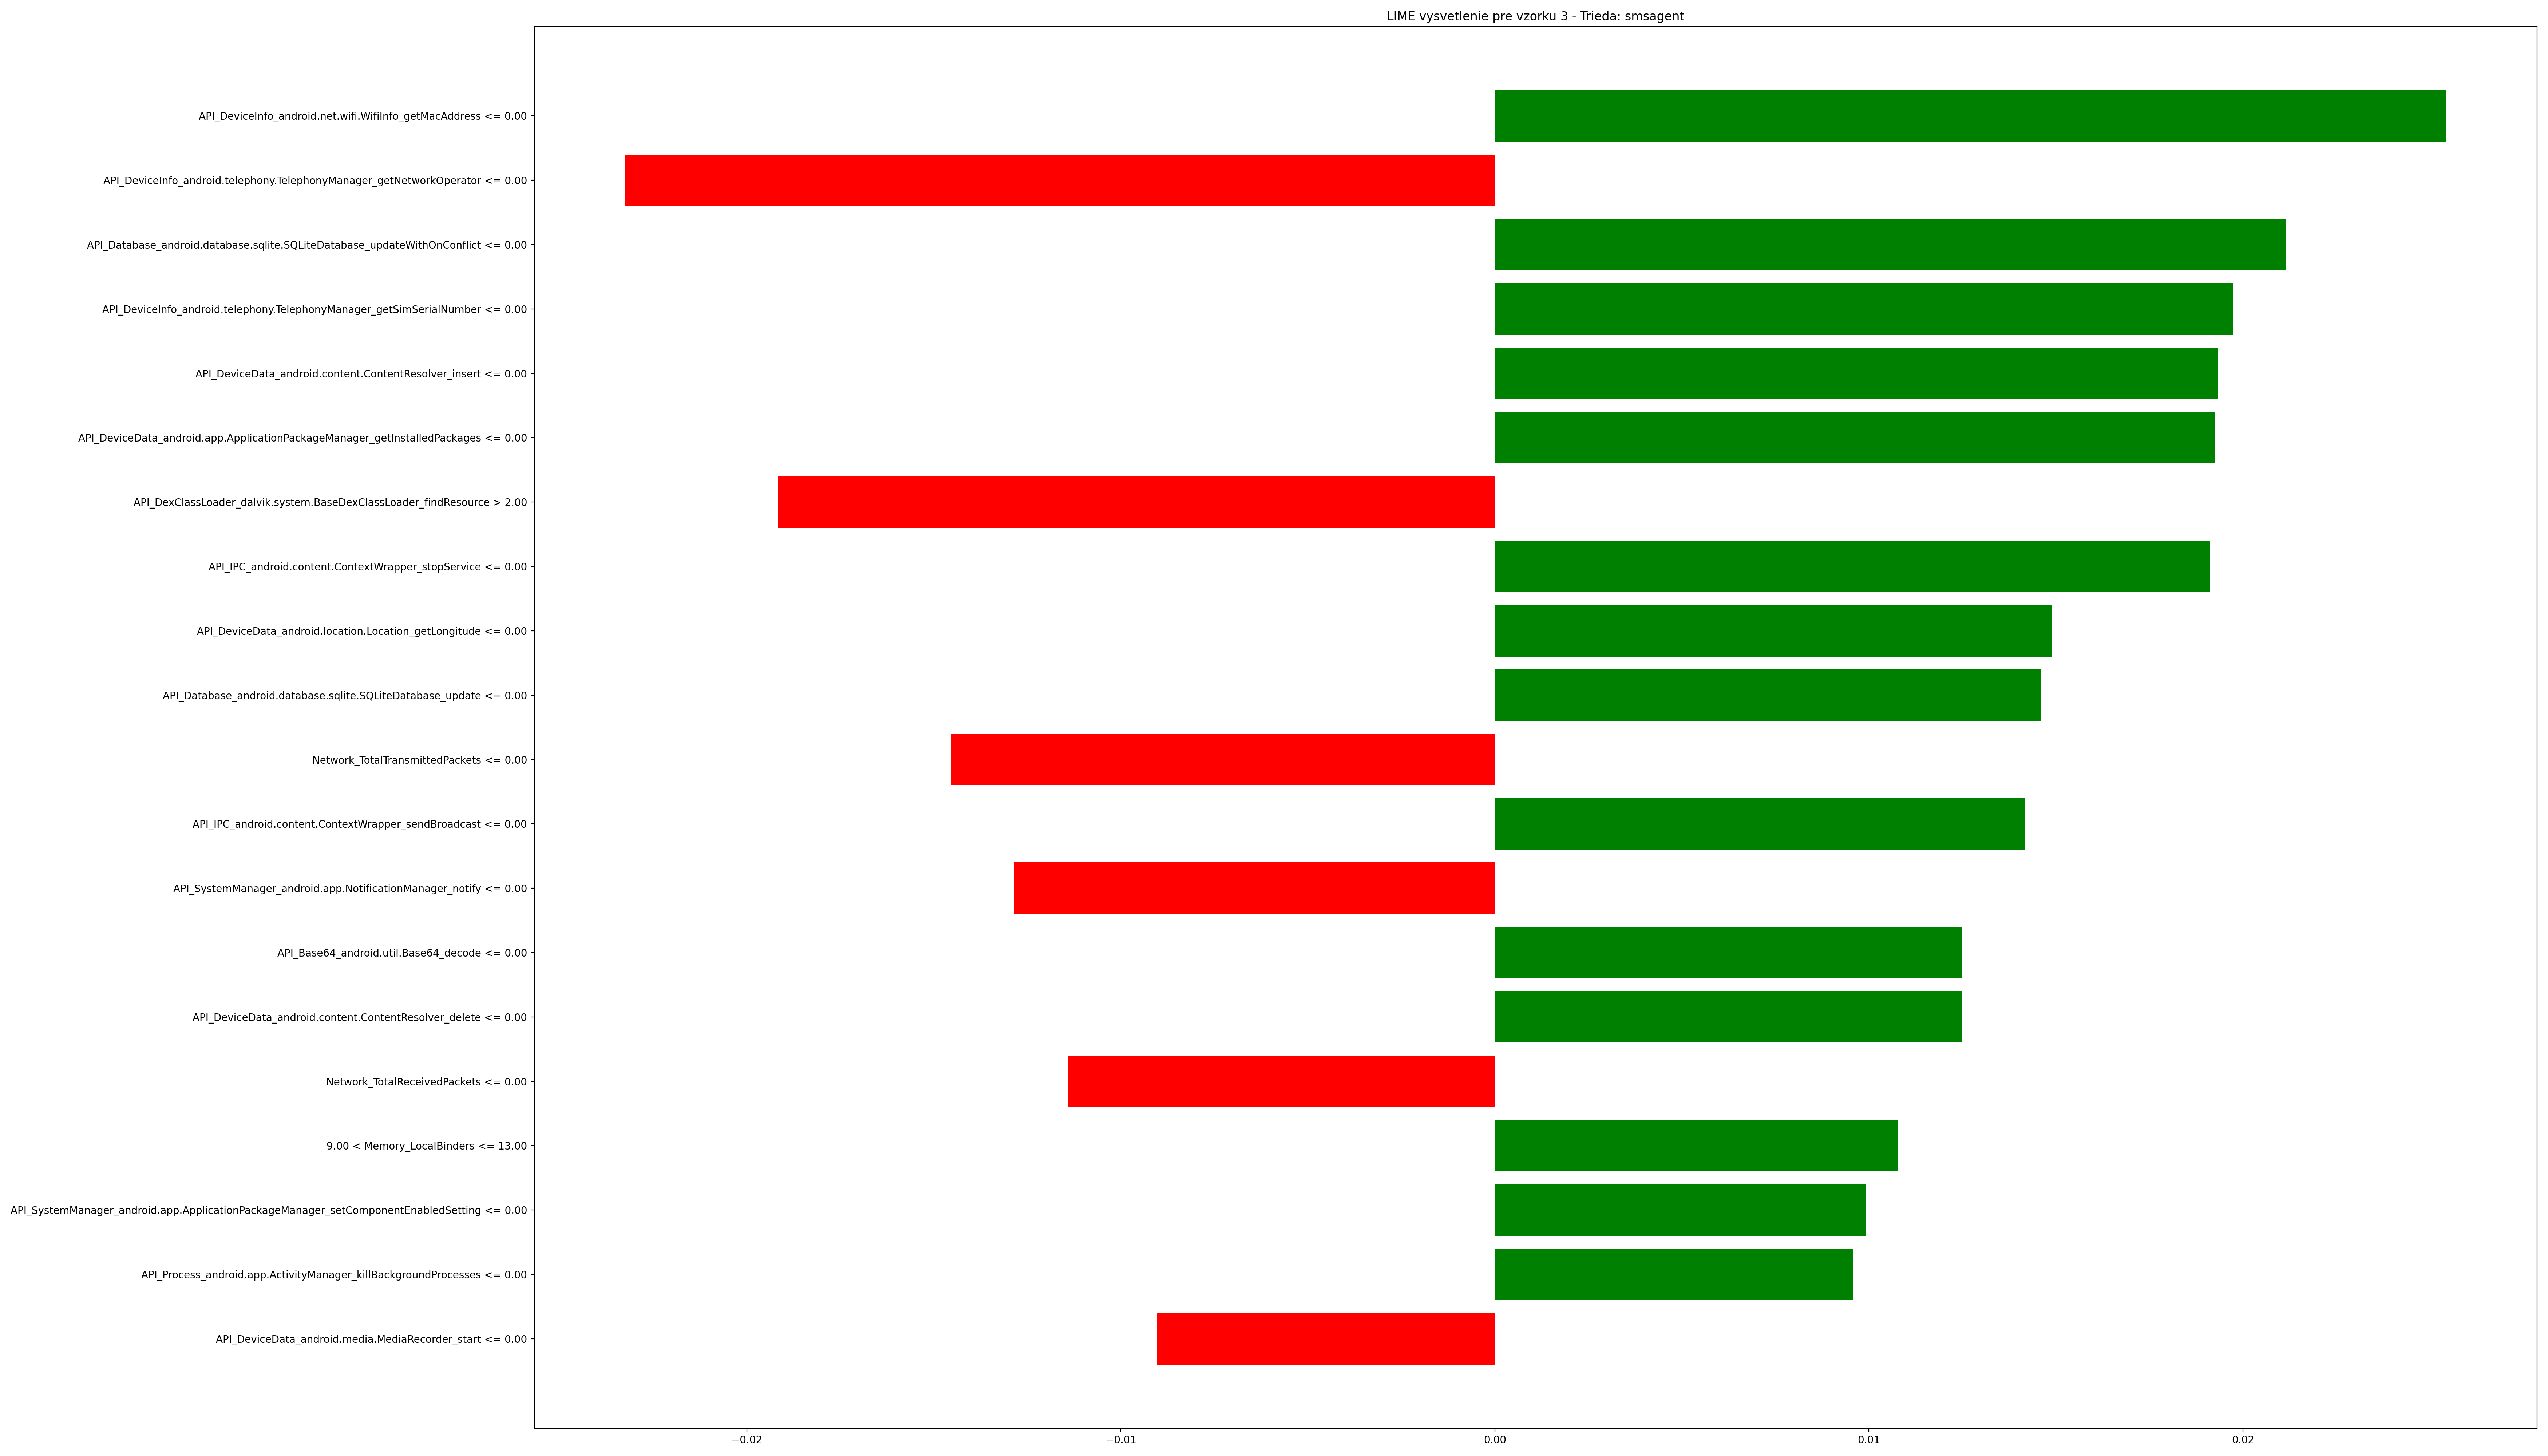 LIME vysvetlenie pre vzorku 3 - Trieda: smsagent
API_DeviceInfo_android.net.wifi.WifiInfo_getMacAddress <= 0.00
API_DeviceInfo_android.telephony.TelephonyManager_getNetworkOperator <= 0.00
API_Database_android.database.sqlite.SQLiteDatabase_updateWithOnConflict <= 0.00
API_DeviceInfo_android.telephony.TelephonyManager_getSimSerialNumber <= 0.00
API_DeviceData_android.content.ContentResolver_insert <= 0.00
API_DeviceData_android.app.ApplicationPackageManager_getInstalledPackages <= 0.00
API_DexClassLoader_dalvik.system.BaseDexClassLoader_findResource > 2.00
API_IPC_android.content.ContextWrapper_stopService <= 0.00
API_DeviceData_android.location.Location_getLongitude <= 0.00
API_Database_android.database.sqlite.SQLiteDatabase_update <= 0.00
Network_TotalTransmittedPackets <= 0.00
API_IPC_android.content.ContextWrapper_sendBroadcast <= 0.00
API_SystemManager_android.app.NotificationManager_notify <= 0.00
API_Base64_android.util.Base64_decode <= 0.00
API_DeviceData_android.content.ContentResolver_delete <= 0.00
Network_TotalReceivedPackets <= 0.00
9.00 < Memory_LocalBinders <= 13.00
API_SystemManager_android.app.ApplicationPackageManager_setComponentEnabledSetting <= 0.00
API_Process_android.app.ActivityManager_killBackgroundProcesses <= 0.00
API_DeviceData_android.media.MediaRecorder_start <= 0.00
−0.02 −0.01 0.00 0.01 0.02